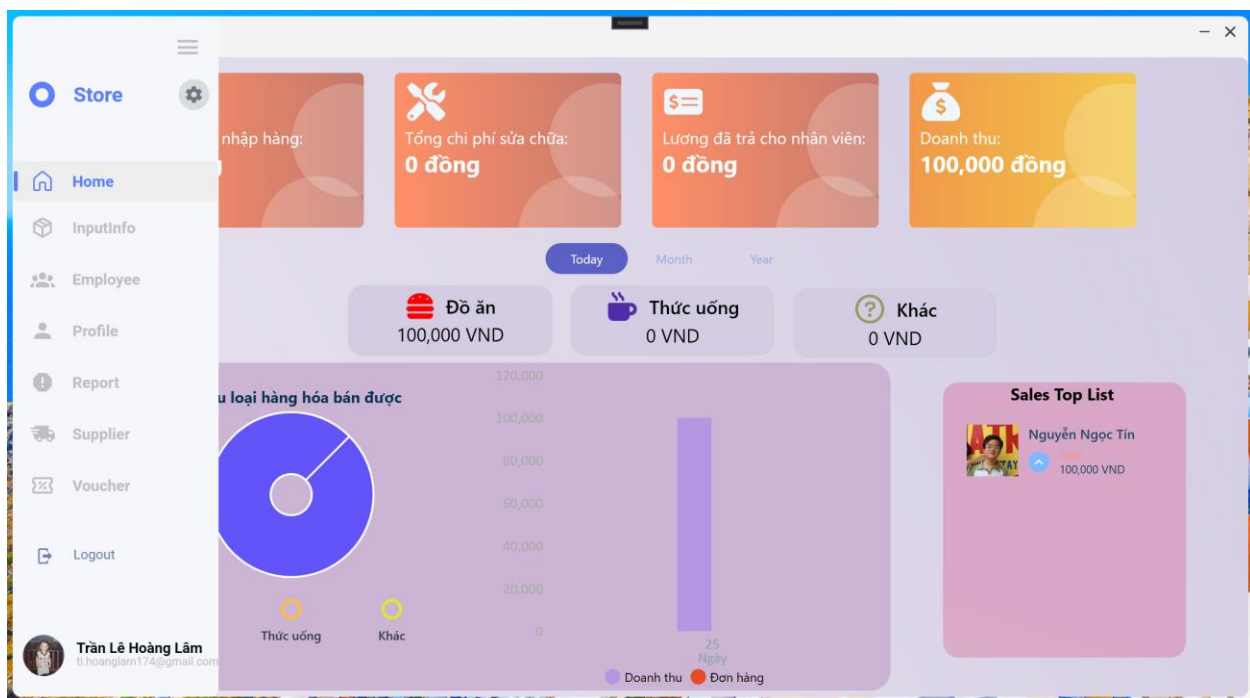 Store
Home
InputInfo
Employee
Profile
Report
Supplier
Voucher
Logout
Trần Lê Hoàng Lâm
tl.hoanglam174@gmail.com
nhập hàng:
Tổng chi phí sửa chữa:
0 đồng
Lương đã trả cho nhân viên:
0 đồng
Doanh thu:
100,000 đồng
Today
Month
Year
Đồ ăn
100,000 VND
Thức uống
0 VND
Khác
0 VND
loại hàng hóa bán được
Thức uống
Khác
120,000
100,000
80,000
60,000
40,000
20,000
0
25
Ngày
Doanh thu
Đơn hàng
Sales Top List
Nguyễn Ngọc Tín
100,000 VND